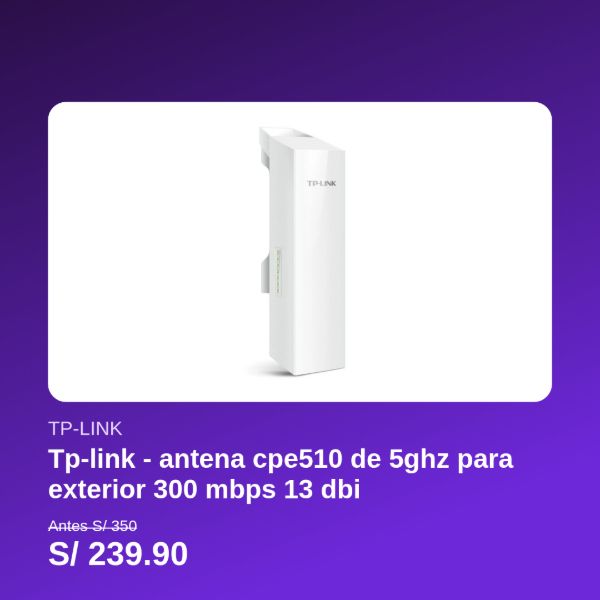 TP-LINK
TP-LINK
Tp-link - antena cpe510 de 5ghz para
exterior 300 mbps 13 dbi
Antes S/ 350
S/ 239.90